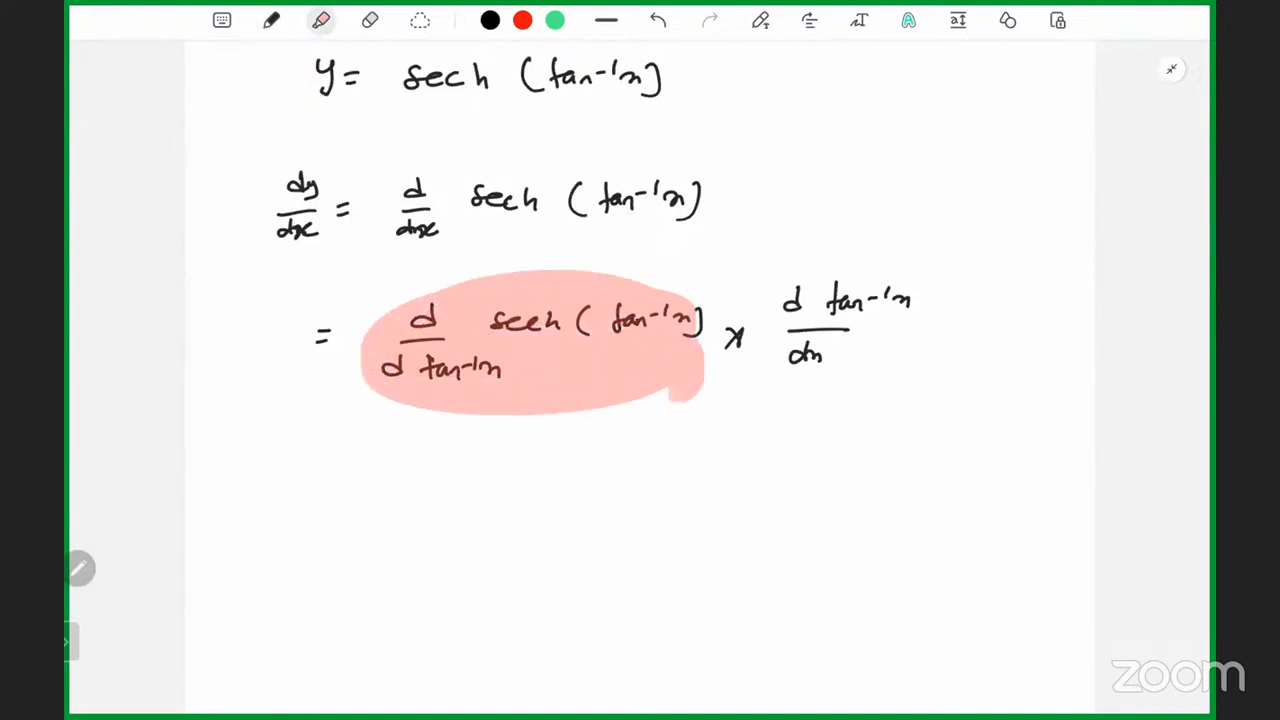 y = sech (tan-1x)
dy/dx = d/dx sech (tan-1x)
= d/d tan-1x sech (tan-1x) x d tan-1x/dx
zoom